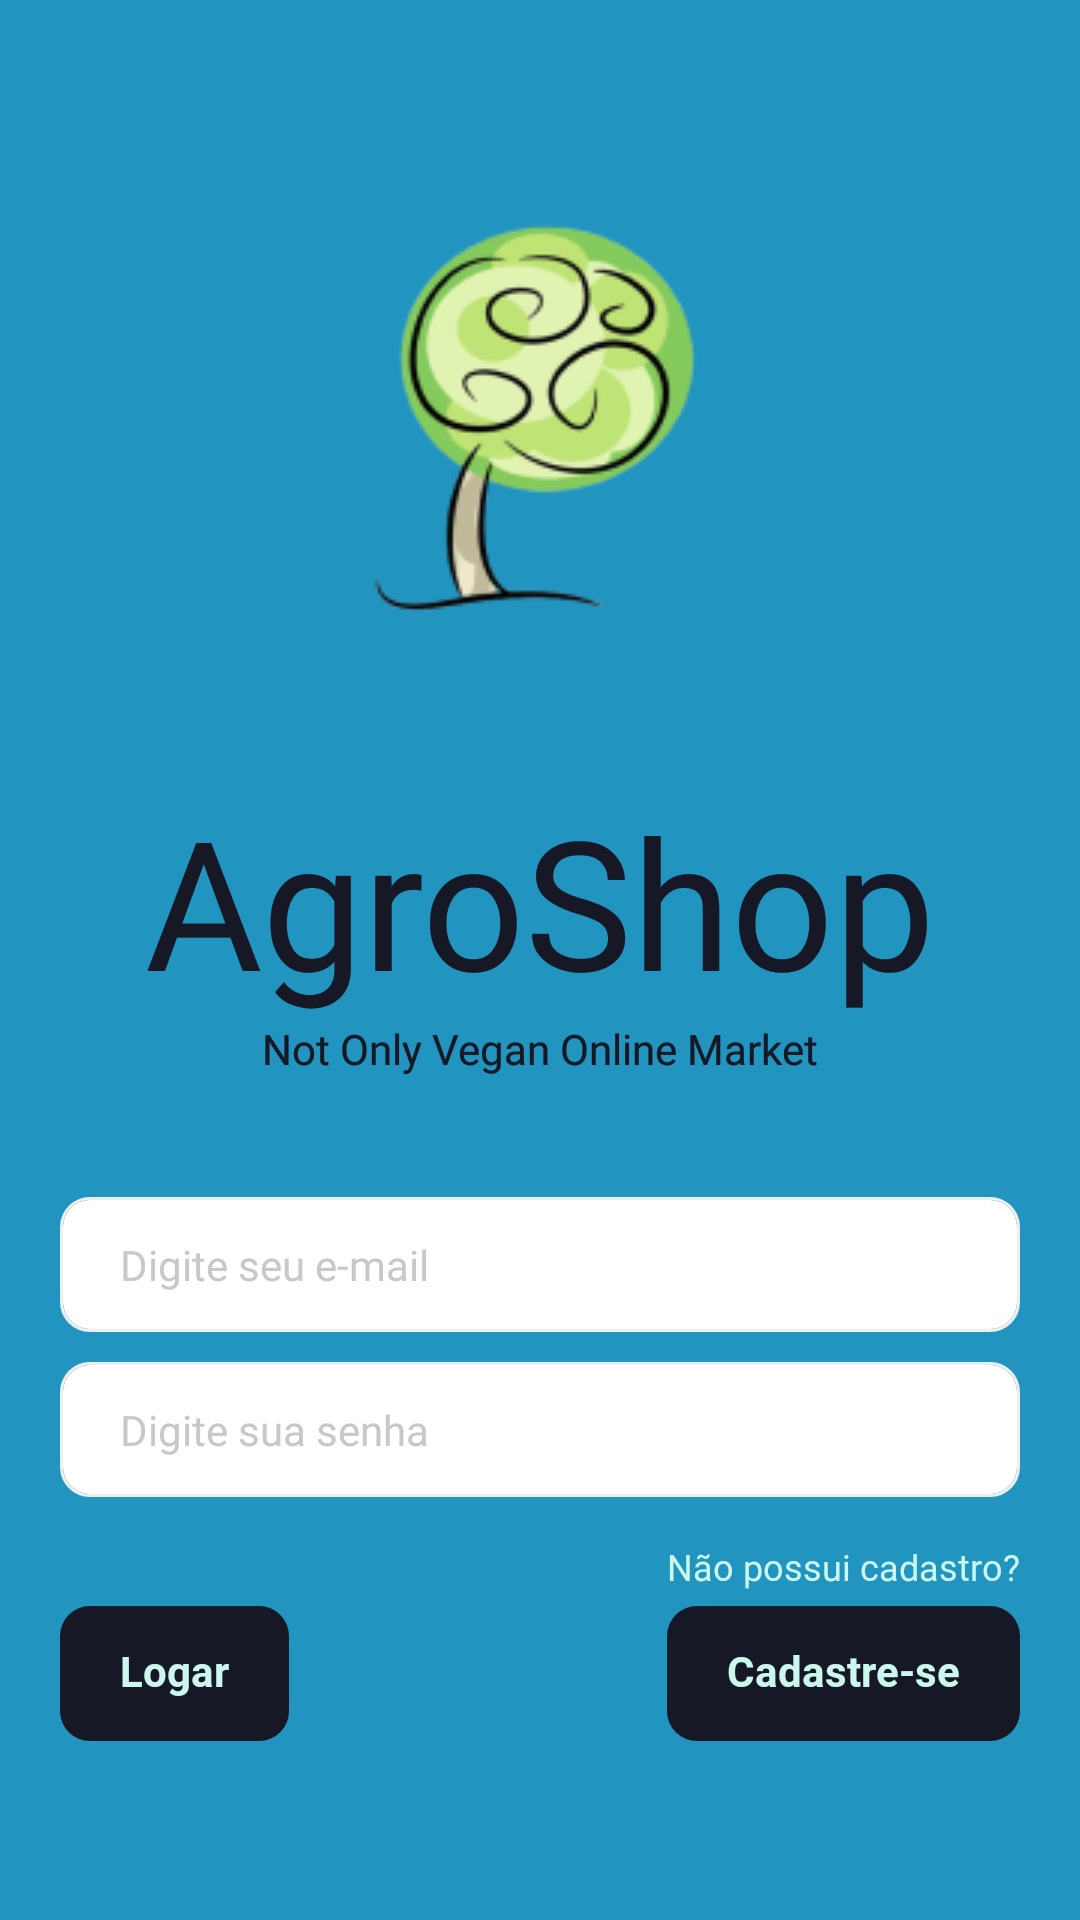 AgroShop
Not Only Vegan Online Market
Digite seu e-mail
Digite sua senha
Não possui cadastro?
Logar
Cadastre-se